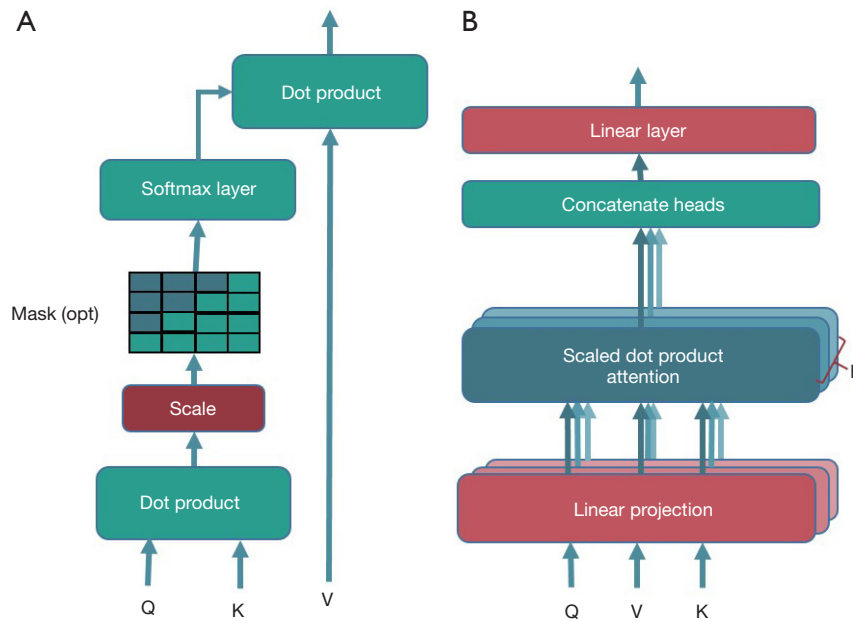 A
Dot product
Softmax layer
Mask (opt)
Scale
Dot product
Q
K
V
B
Linear layer
Concatenate heads
Scaled dot product
attention
Linear projection
Q
V
K